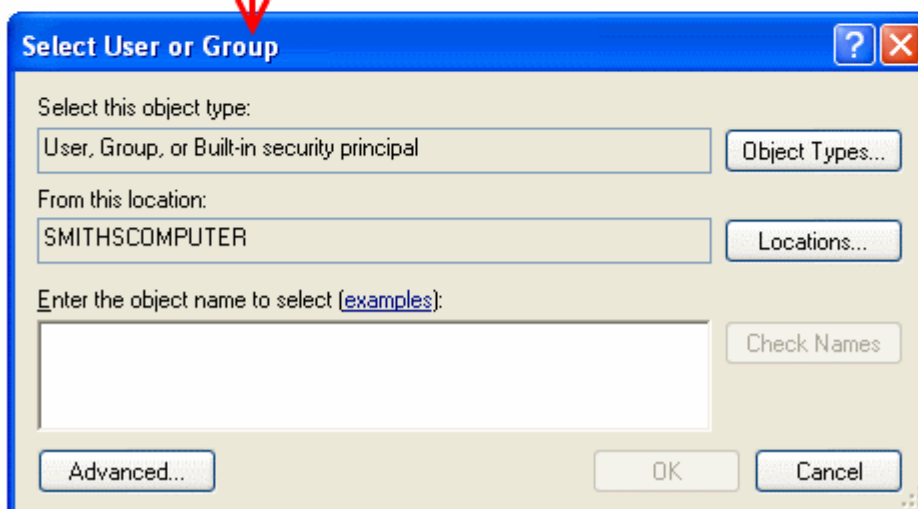 Select User or Group
Select this object type:
User, Group, or Built-in security principal
Object Types...
From this location:
SMITHSCOMPUTER
Locations...
Enter the object name to select (examples):
Check Names
Advanced...
OK
Cancel